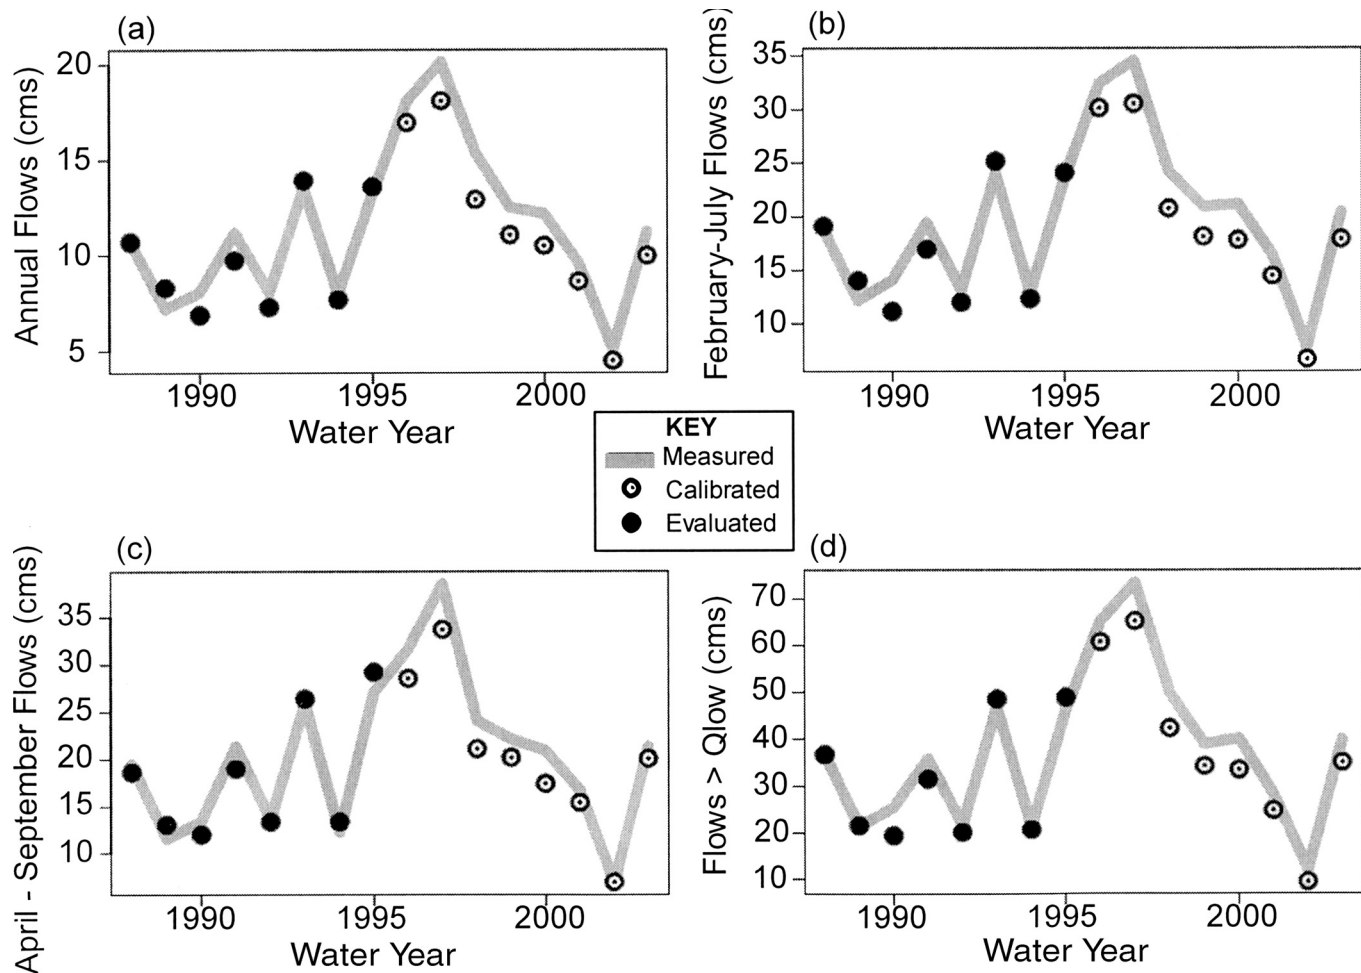 (a)
Annual Flows (cms)
20
15
10
5
1990 1995 2000
Water Year
(b)
February-July Flows (cms)
35
30
25
20
15
10
1990 1995 2000
Water Year
KEY
Measured
Calibrated
Evaluated
(c)
April - September Flows (cms)
35
30
25
20
15
10
1990 1995 2000
Water Year
(d)
Flows > Qlow (cms)
70
60
50
40
30
20
10
1990 1995 2000
Water Year